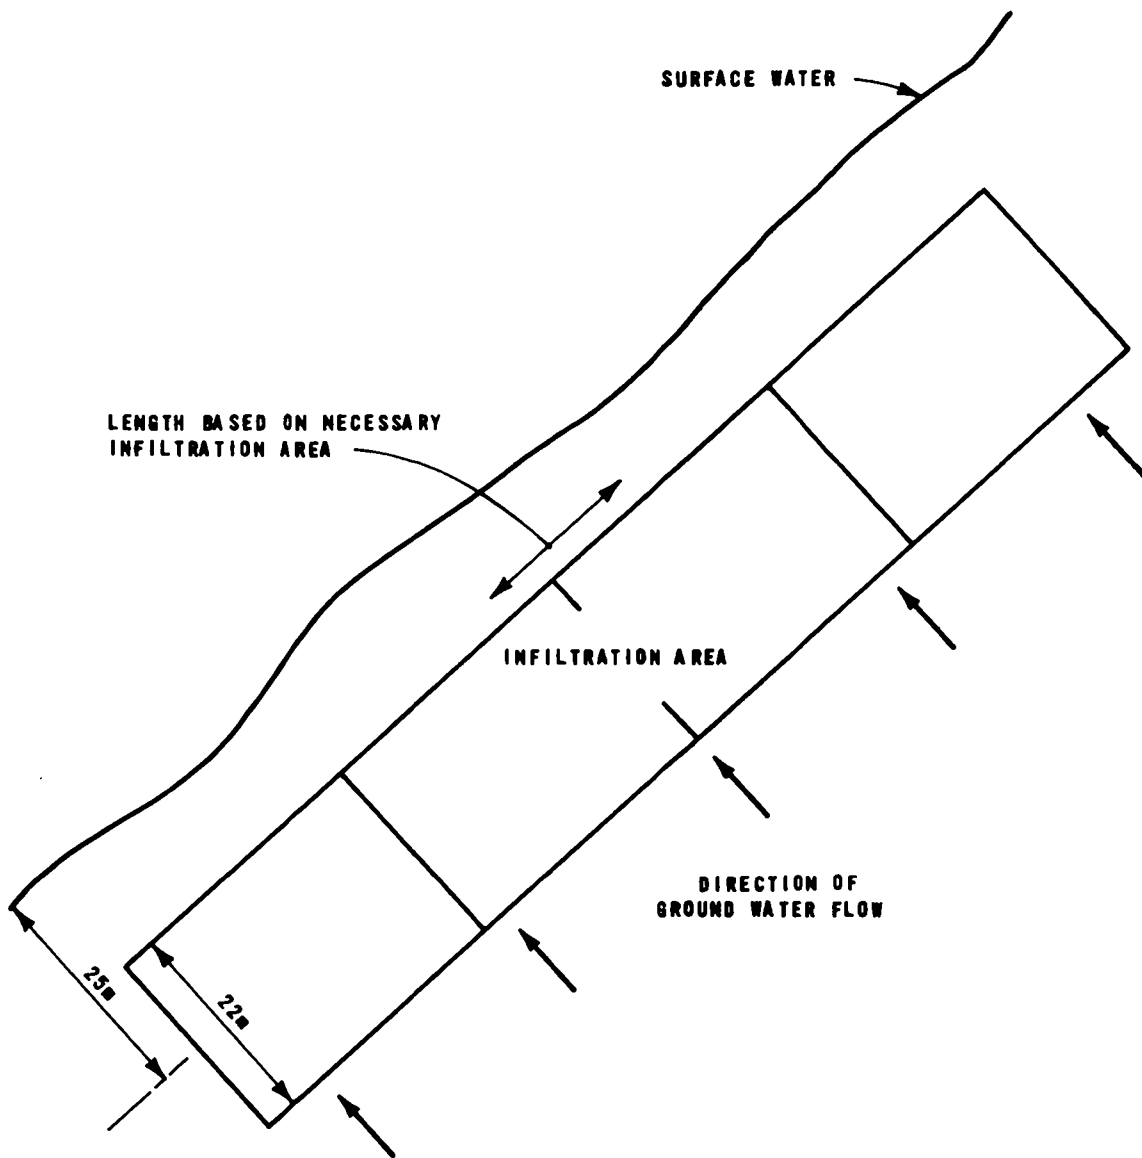 SURFACE WATER
LENGTH BASED ON NECESSARY
INFILTRATION AREA
INFILTRATION AREA
DIRECTION OF
GROUND WATER FLOW
25m
22m